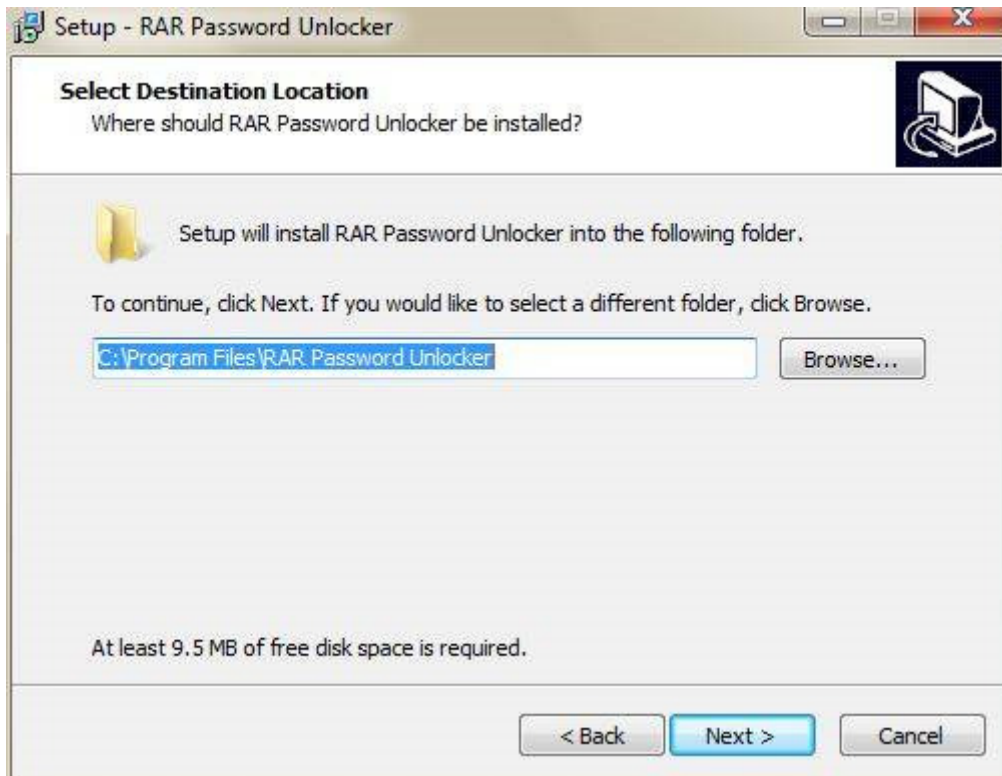 Setup - RAR Password Unlocker
Select Destination Location
Where should RAR Password Unlocker be installed?
Setup will install RAR Password Unlocker into the following folder.
To continue, click Next. If you would like to select a different folder, click Browse.
C:\Program Files\RAR Password Unlocker
Browse...
At least 9.5 MB of free disk space is required.
< Back
Next >
Cancel